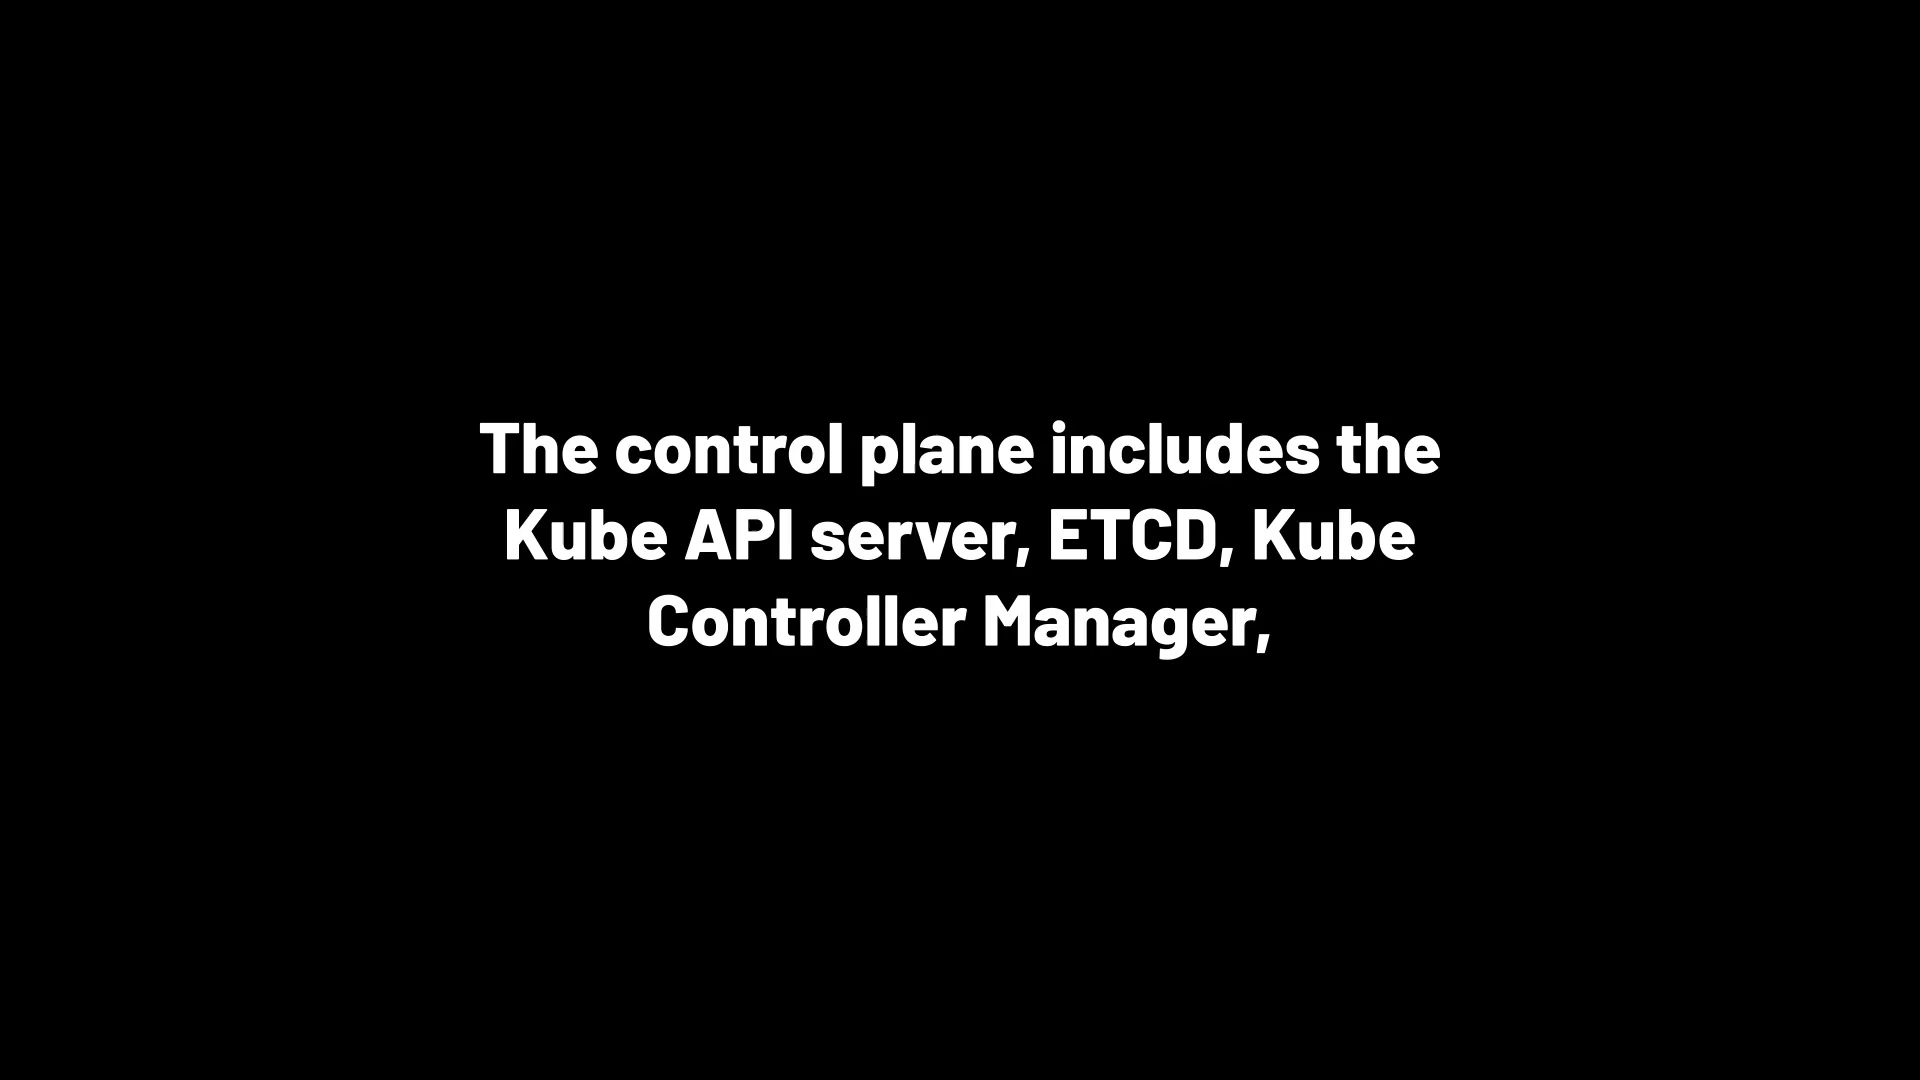 The control plane includes the
Kube API server, ETCD, Kube
Controller Manager,